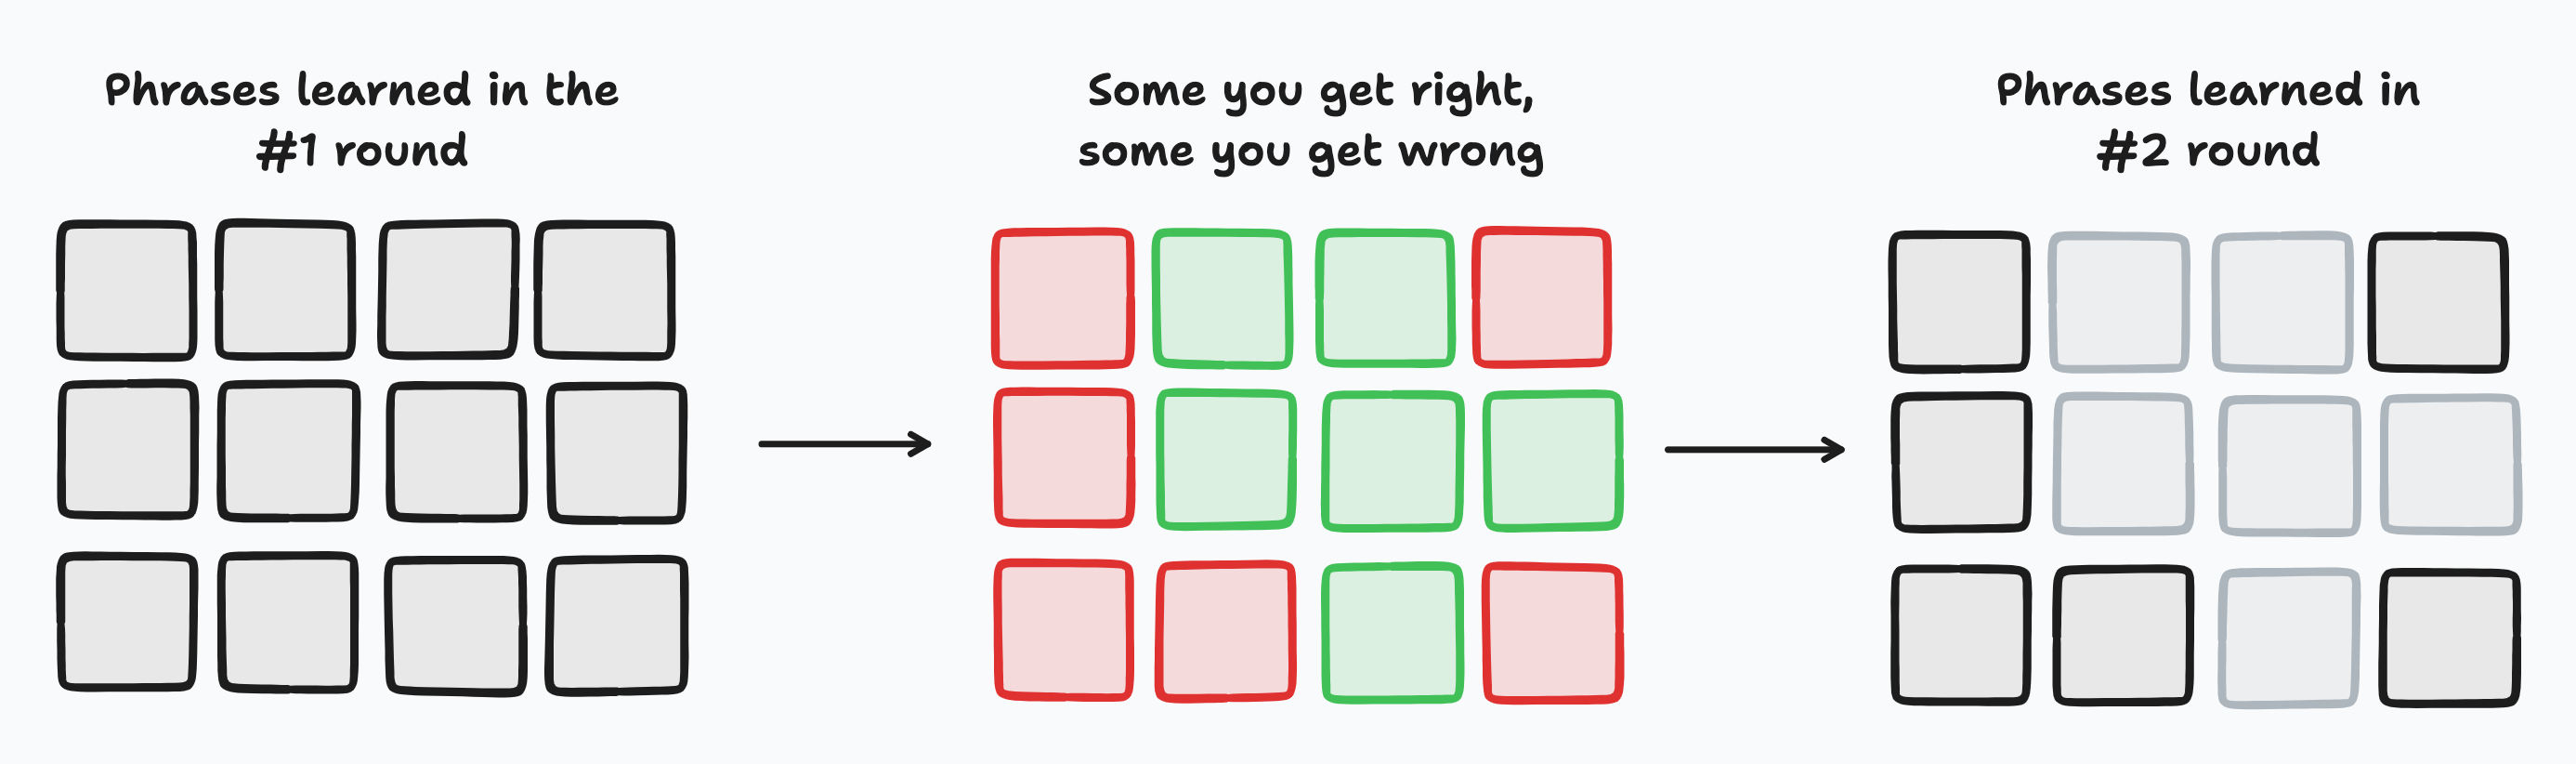 Phrases learned in the
#1 round
Some you get right,
some you get wrong
Phrases learned in
#2 round